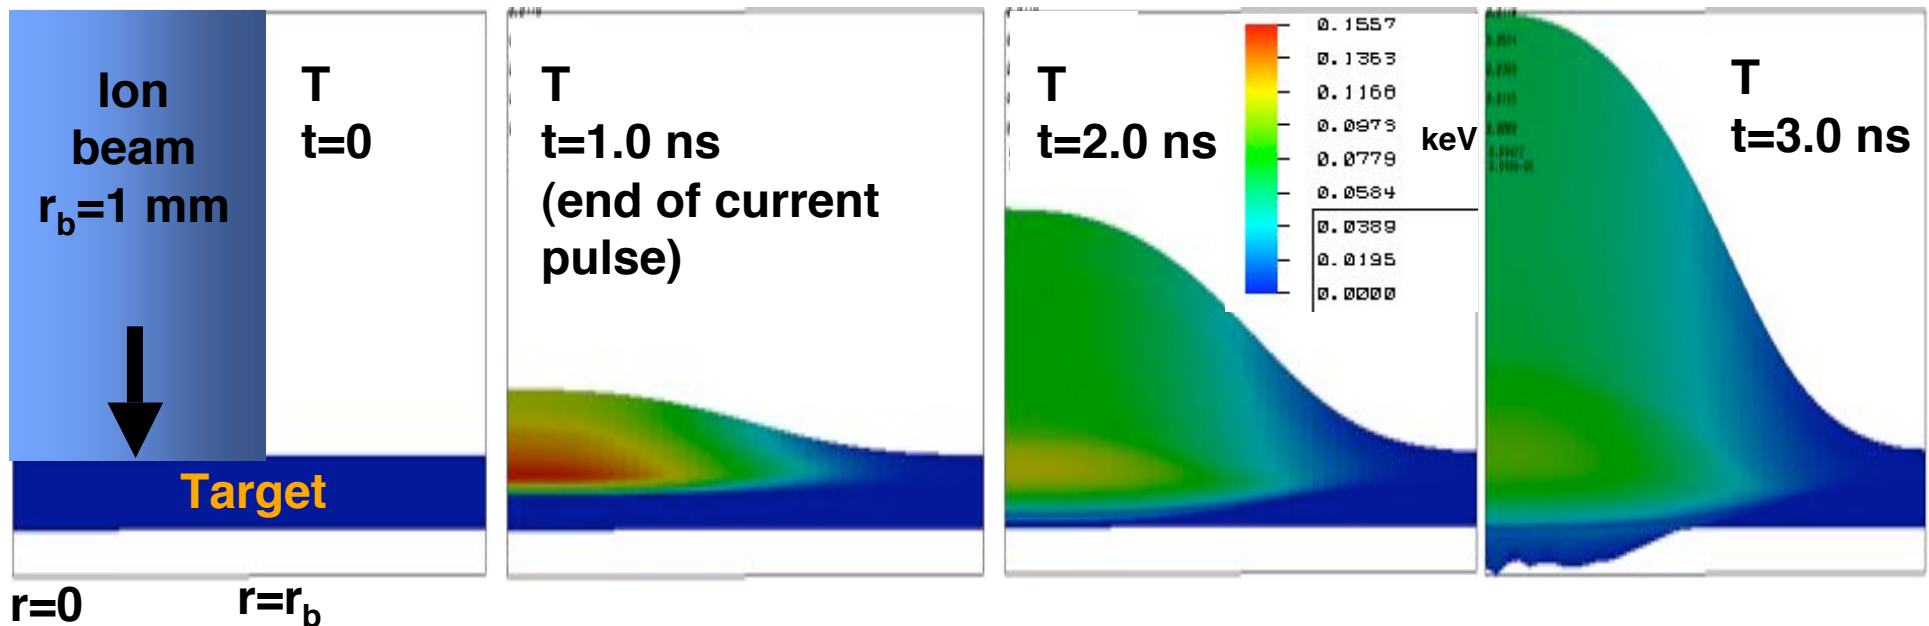 Ion
beam
r_b=1 mm
T
t=0
Target
r=0
r=r_b
T
t=1.0 ns
(end of current
pulse)
T
t=2.0 ns
0.1557
0.1363
0.1168
0.0973
0.0779
0.0584
0.0389
0.0195
0.0000
keV
T
t=3.0 ns